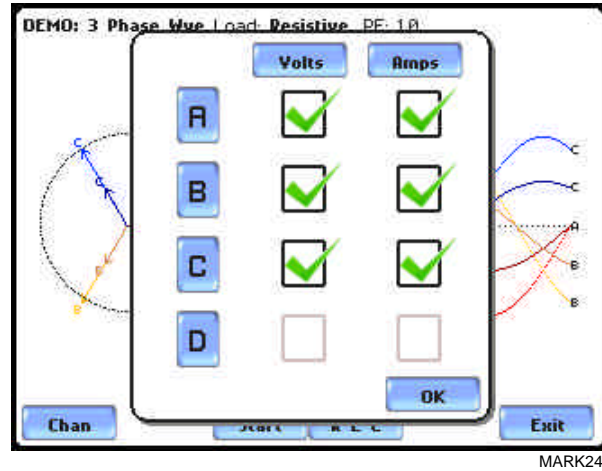 DEMO: 3 Phase Wye Load: Resistive PF: 1.0
Volts Amps
A
B
C
D
OK
C
C
B
B
C
C
A
B
B
Chan Start Exit
MARK24